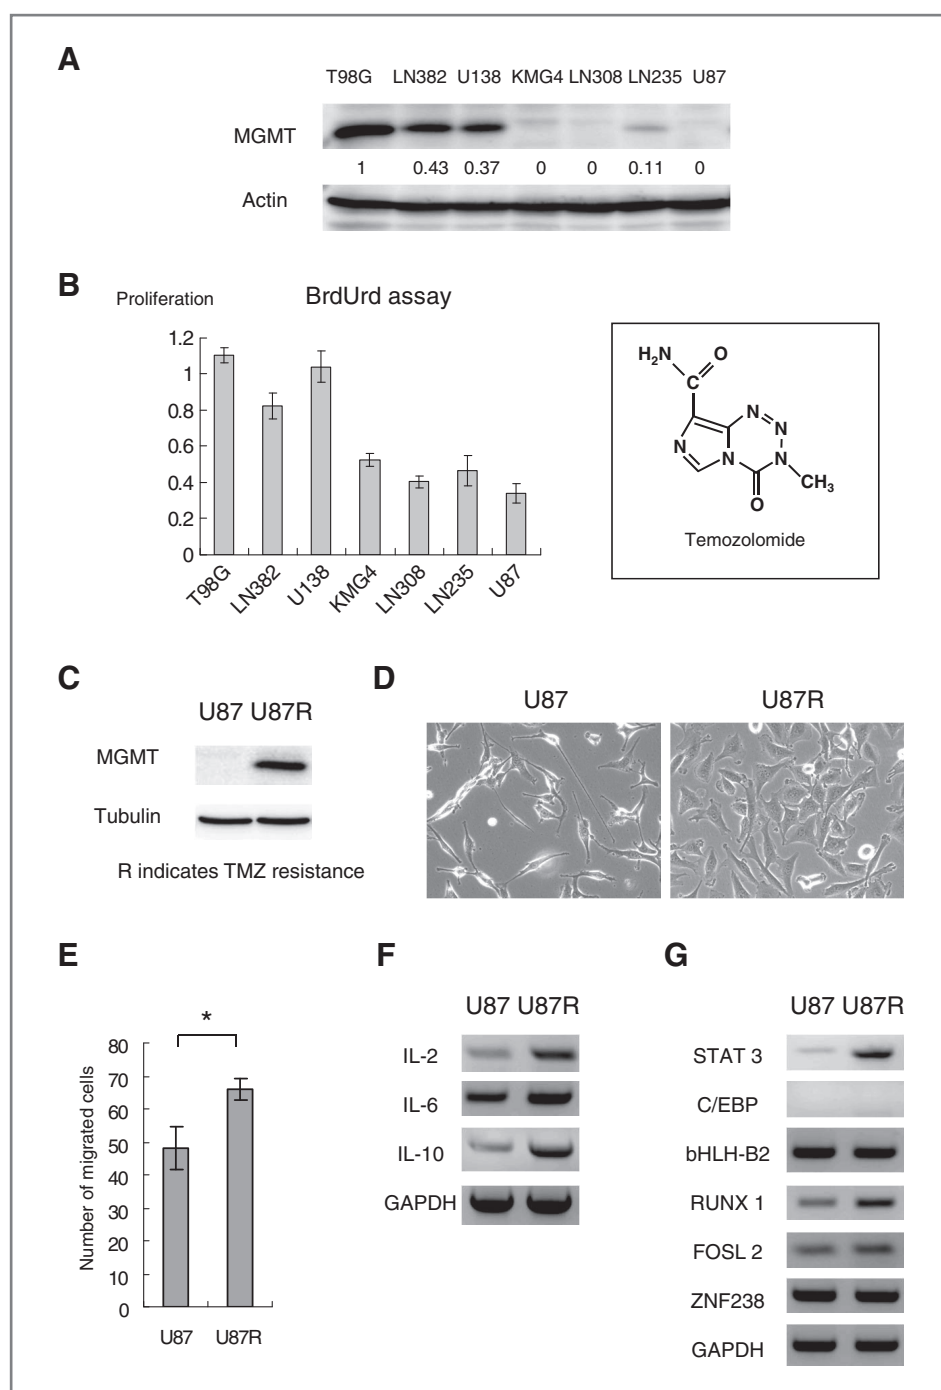 A
T98G LN382 U138 KMG4 LN308 LN235 U87
MGMT
1 0.43 0.37 0 0 0.11 0
Actin
B
Proliferation
BrdUrd assay
1.2
1
0.8
0.6
0.4
0.2
0
T98G LN382 U138 KMG4 LN308 LN235 U87
H2N O
C
N
N
N N N
CH3
O
Temozolomide
C
U87 U87R
MGMT
Tubulin
R indicates TMZ resistance
D
U87 U87R
E
*
Number of migrated cells
80
70
60
50
40
30
20
10
0
U87 U87R
F
U87 U87R
IL-2
IL-6
IL-10
GAPDH
G
U87 U87R
STAT 3
C/EBP
bHLH-B2
RUNX 1
FOSL 2
ZNF238
GAPDH